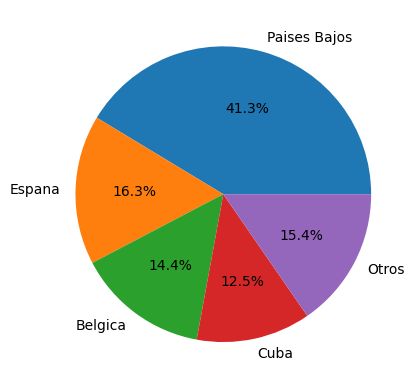 Paises Bajos
41.3%
Espana
16.3%
14.4%
Belgica
12.5%
Cuba
15.4%
Otros